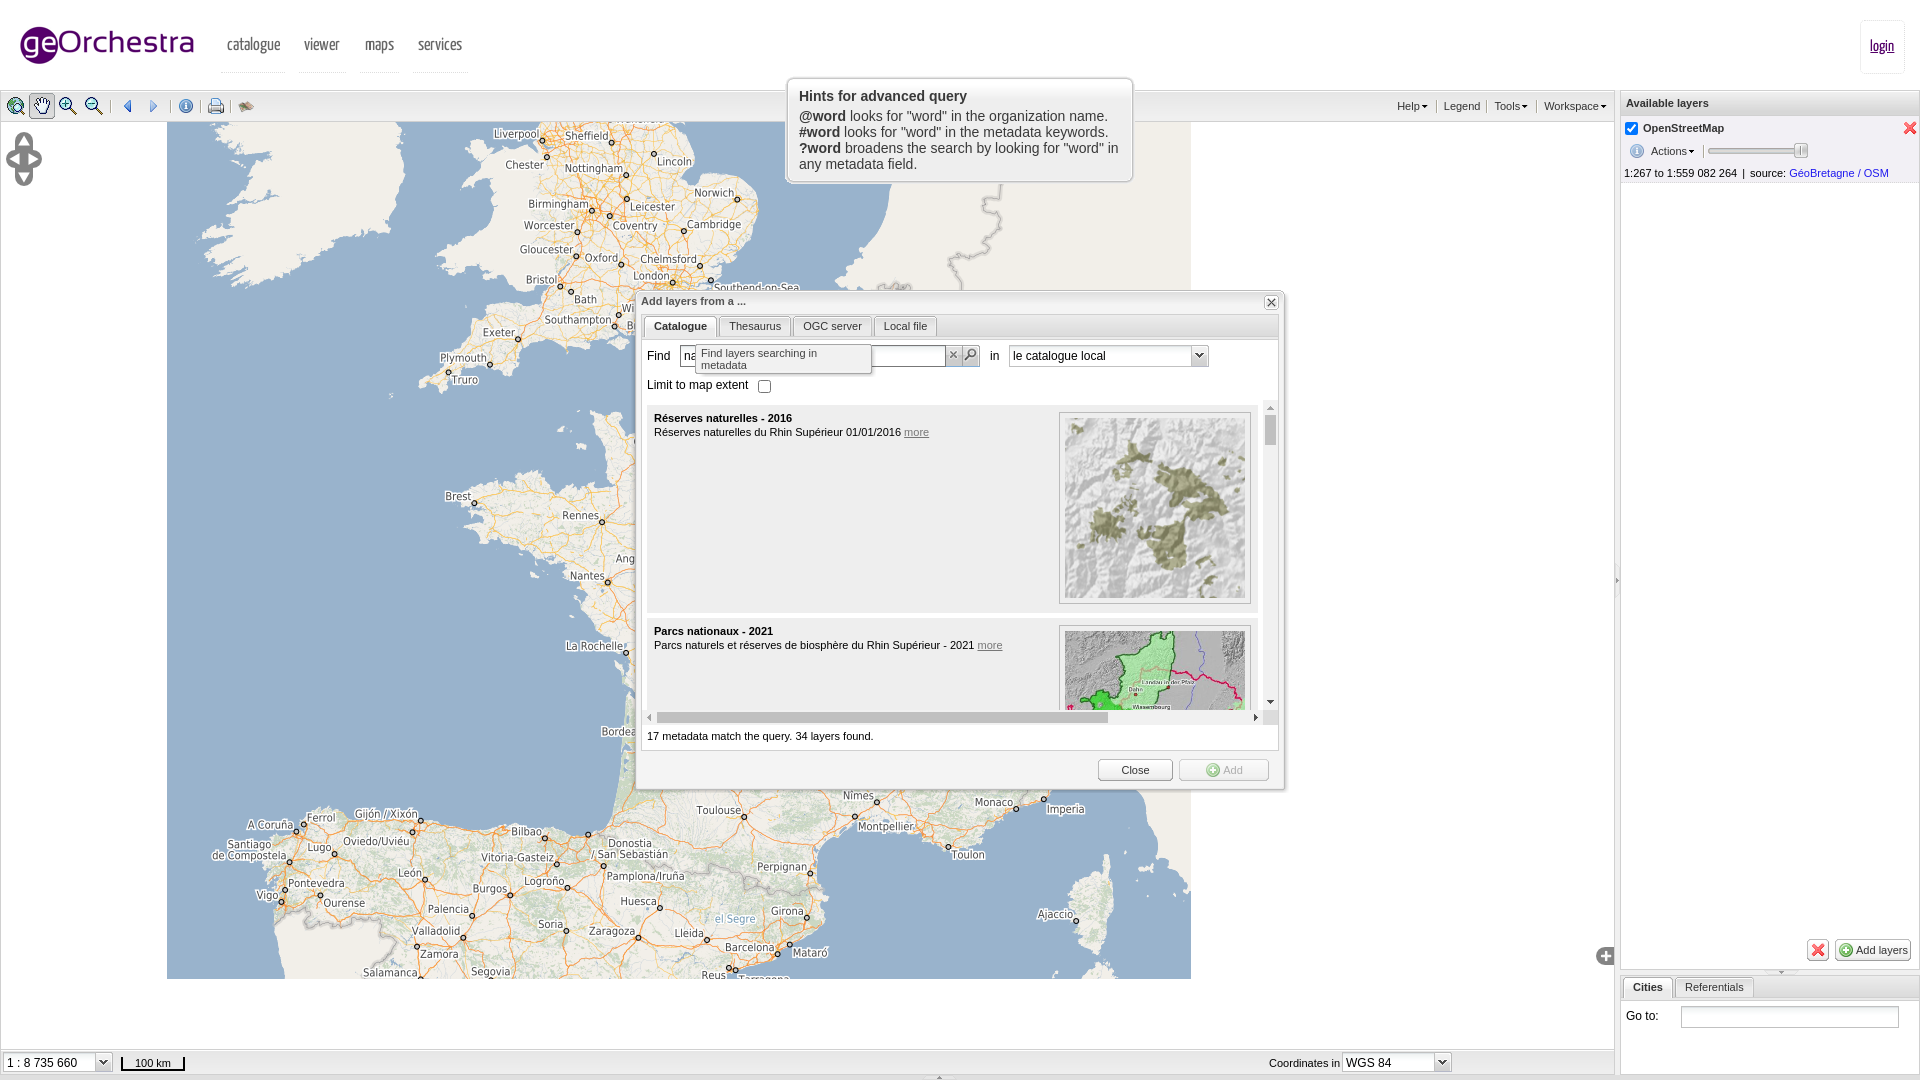 geOrchestra
catalogue viewer maps services
login
Hints for advanced query
@word looks for "word" in the organization name.
#word looks for "word" in the metadata keywords.
?word broadens the search by looking for "word" in
any metadata field.
Help Legend Tools Workspace
Available layers
OpenStreetMap
Actions
1:267 to 1:559 082 264 | source: GéoBretagne / OSM
Liverpool
Sheffield
Chester
Lincoln
Nottingham
Norwich
Birmingham
Leicester
Worcester
Coventry
Cambridge
Gloucester
Oxford
Chelmsford
Bristol
London
Southend-on-Sea
Bath
Southampton
Exeter
Plymouth
Truro
Brest
Rennes
Nantes
La Rochelle
Add layers from a ...
Catalogue Thesaurus OGC server Local file
Find
Find layers searching in
metadata
in le catalogue local
Limit to map extent
Réserves naturelles - 2016
Réserves naturelles du Rhin Supérieur 01/01/2016 more
Parcs nationaux - 2021
Parcs naturels et réserves de biosphère du Rhin Supérieur - 2021 more
Dahn
Landau in der Pfalz
Wissembourg
17 metadata match the query. 34 layers found.
Close Add
A Coruña
Ferrol
Gijón /Xixón
Bilbao
Toulouse
Nîmes
Monaco
Imperia
Montpellier
Santiago
de Compostela
Lugo
Oviedo/Uviéu
Donostia
/ San Sebastián
Toulon
Vitoria-Gasteiz
Perpignan
Pontevedra
León
Logroño
Pamplona/Iruña
Vigo
Ourense
Burgos
Huesca
Girona
Palencia
Soria
el Segre
Ajaccio
Valladolid
Zaragoza
Lleida
Barcelona
Mataró
Zamora
Salamanca
Segovia
Reus
Tarragona
Add layers
Cities Referentials
Go to:
1 : 8 735 660
100 km
Coordinates in WGS 84